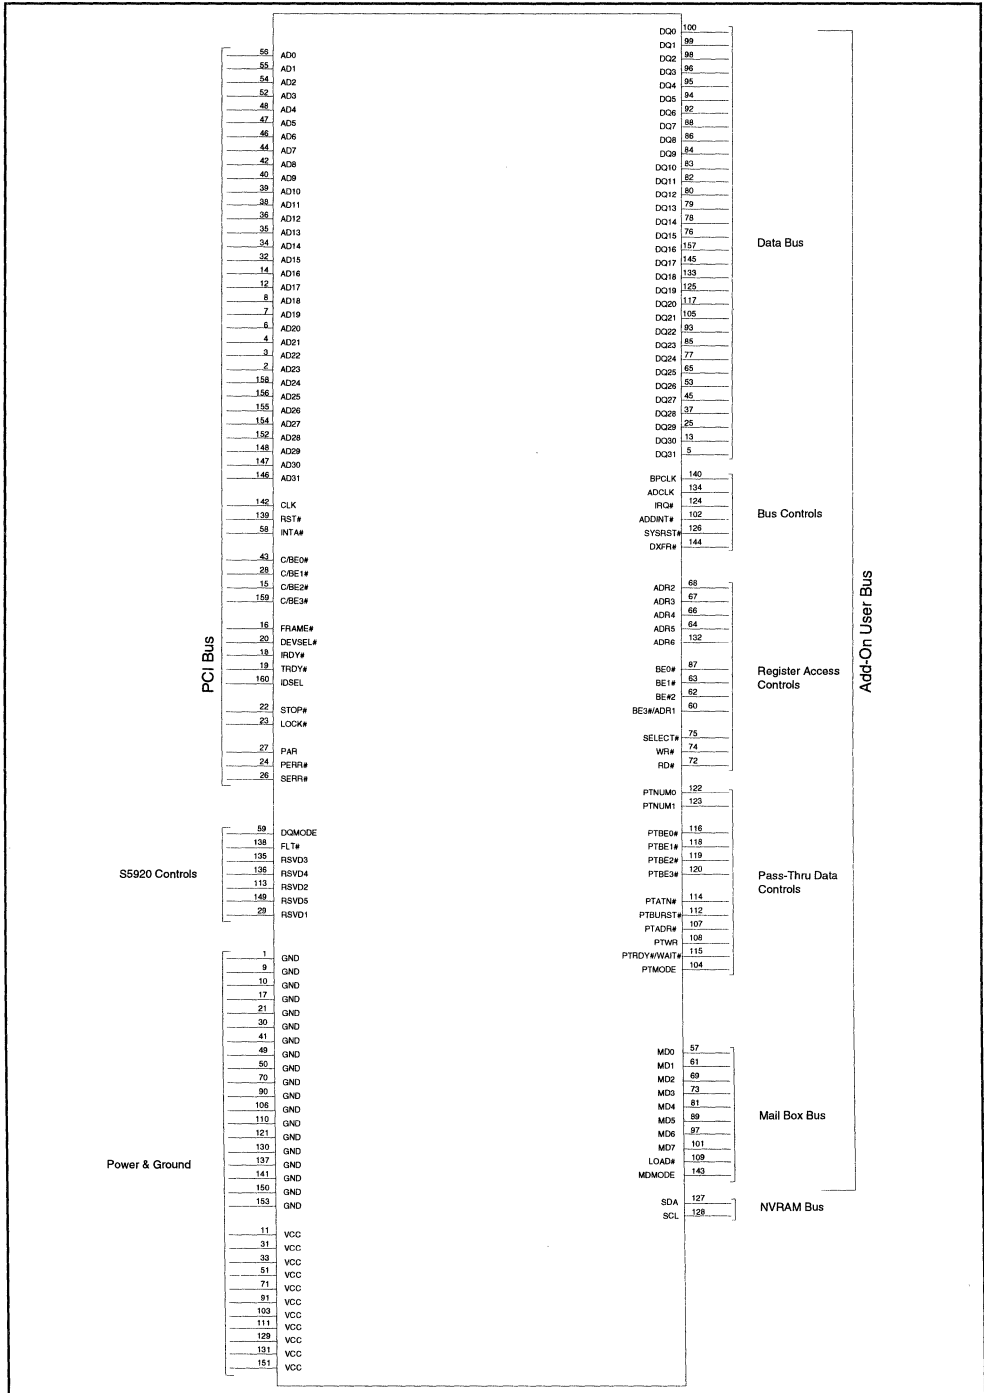 56 AD0
55 AD1
54 AD2
52 AD3
48 AD4
47 AD5
46 AD6
44 AD7
42 AD8
40 AD9
39 AD10
38 AD11
36 AD12
35 AD13
34 AD14
32 AD15
14 AD16
12 AD17
8 AD18
7 AD19
6 AD20
4 AD21
3 AD22
2 AD23
158 AD24
156 AD25
155 AD26
154 AD27
152 AD28
148 AD29
147 AD30
146 AD31
142 CLK
139 RST#
58 INTA#
43 C/BE0#
28 C/BE1#
15 C/BE2#
159 C/BE3#
16 FRAME#
20 DEVSEL#
18 IRDY#
19 TRDY#
160 IDSEL
22 STOP#
23 LOCK#
27 PAR
24 PERR#
26 SERR#
PCI Bus
59 DQMODE
138 FLT#
135 RSVD3
136 RSVD4
113 RSVD2
149 RSVD5
29 RSVD1
S5920 Controls
1 GND
9 GND
10 GND
17 GND
21 GND
30 GND
41 GND
49 GND
50 GND
70 GND
90 GND
106 GND
110 GND
121 GND
130 GND
137 GND
141 GND
150 GND
153 GND
11 VCC
31 VCC
33 VCC
51 VCC
71 VCC
91 VCC
103 VCC
111 VCC
129 VCC
131 VCC
151 VCC
Power & Ground
DQ0 100
DQ1 99
DQ2 98
DQ3 96
DQ4 95
DQ5 94
DQ6 92
DQ7 88
DQ8 86
DQ9 84
DQ10 83
DQ11 82
DQ12 80
DQ13 79
DQ14 78
DQ15 76
DQ16 157
DQ17 145
DQ18 133
DQ19 125
DQ20 117
DQ21 105
DQ22 93
DQ23 85
DQ24 77
DQ25 65
DQ26 53
DQ27 45
DQ28 37
DQ29 25
DQ30 13
DQ31 5
Data Bus
BPCLK 140
ADCLK 134
IRQ# 124
ADDINT# 102
SYSRST# 126
DXFR# 144
Bus Controls
ADR2 68
ADR3 67
ADR4 66
ADR5 64
ADR6 132
BE0# 87
BE1# 63
BE#2 62
BE3#/ADR1 60
SELECT# 75
WR# 74
RD# 72
Register Access
Controls
PTNUM0 122
PTNUM1 123
PTBE0# 116
PTBE1# 118
PTBE2# 119
PTBE3# 120
PTATN# 114
PTBURST# 112
PTADR# 107
PTWR 108
PTRDY#/WAIT# 115
PTMODE 104
Pass-Thru Data
Controls
MD0 57
MD1 61
MD2 69
MD3 73
MD4 81
MD5 89
MD6 97
MD7 101
LOAD# 109
MDMODE 143
Mail Box Bus
Add-On User Bus
SDA 127
SCL 128
NVRAM Bus